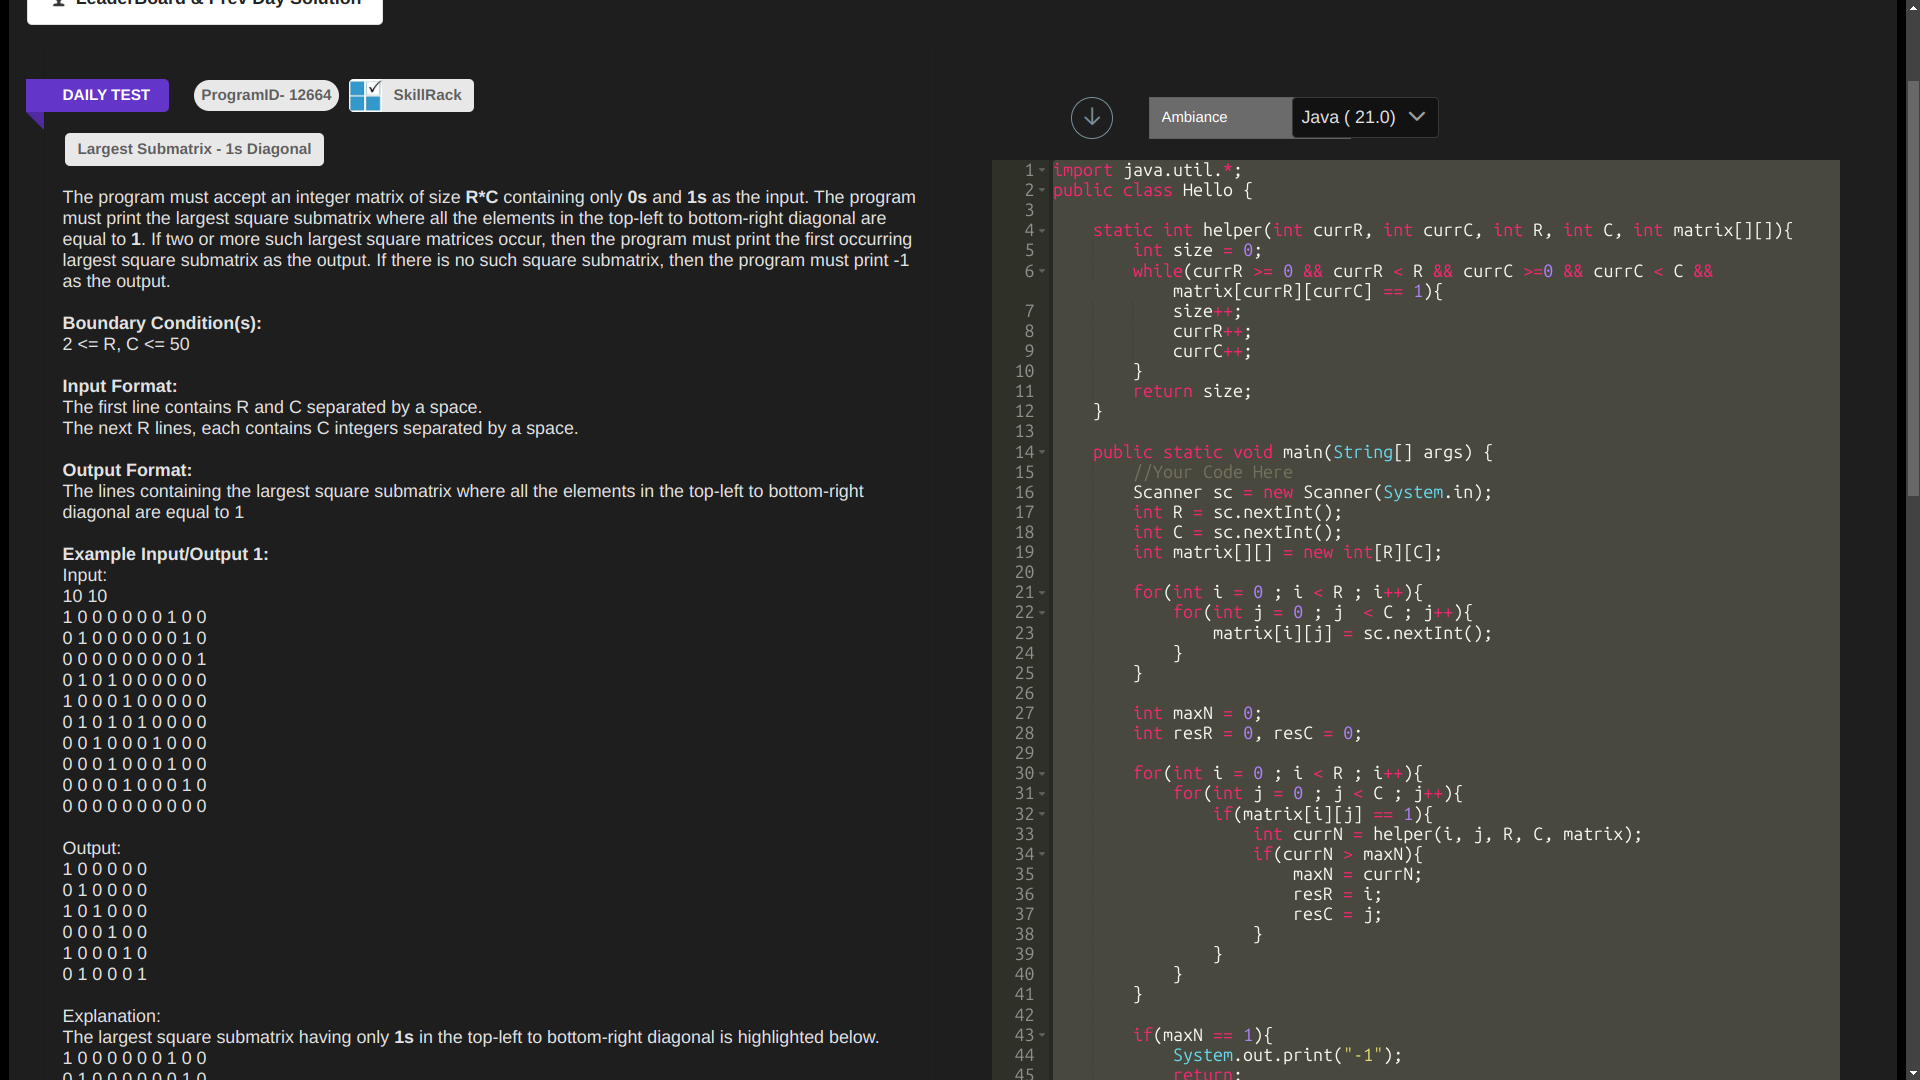 LeaderBoard & Prev Day Solution
DAILY TEST
ProgramID- 12664
SkillRack
Largest Submatrix - 1s Diagonal
The program must accept an integer matrix of size R*C containing only 0s and 1s as the input. The program
must print the largest square submatrix where all the elements in the top-left to bottom-right diagonal are
equal to 1. If two or more such largest square matrices occur, then the program must print the first occurring
largest square submatrix as the output. If there is no such square submatrix, then the program must print -1
as the output.
Boundary Condition(s):
2 <= R, C <= 50
Input Format:
The first line contains R and C separated by a space.
The next R lines, each contains C integers separated by a space.
Output Format:
The lines containing the largest square submatrix where all the elements in the top-left to bottom-right
diagonal are equal to 1
Example Input/Output 1:
Input:
10 10
1 0 0 0 0 0 0 1 0 0
0 1 0 0 0 0 0 0 1 0
0 0 0 0 0 0 0 0 0 1
0 1 0 1 0 0 0 0 0 0
1 0 0 0 1 0 0 0 0 0
0 1 0 1 0 1 0 0 0 0
0 0 1 0 0 0 1 0 0 0
0 0 0 1 0 0 0 1 0 0
0 0 0 0 1 0 0 0 1 0
0 0 0 0 0 0 0 0 0 0
Output:
1 0 0 0 0 0
0 1 0 0 0 0
1 0 1 0 0 0
0 0 0 1 0 0
1 0 0 0 1 0
0 1 0 0 0 1
Explanation:
The largest square submatrix having only 1s in the top-left to bottom-right diagonal is highlighted below.
1 0 0 0 0 0 0 1 0 0
0 1 0 0 0 0 0 0 1 0
Ambiance
Java ( 21.0)
1 import java.util.*;
2 public class Hello {
3
4 static int helper(int currR, int currC, int R, int C, int matrix[][]){
5 int size = 0;
6 while(currR >= 0 && currR < R && currC >=0 && currC < C &&
matrix[currR][currC] == 1){
7 size++;
8 currR++;
9 currC++;
10 }
11 return size;
12 }
13
14 public static void main(String[] args) {
15 //Your Code Here
16 Scanner sc = new Scanner(System.in);
17 int R = sc.nextInt();
18 int C = sc.nextInt();
19 int matrix[][] = new int[R][C];
20
21 for(int i = 0 ; i < R ; i++){
22 for(int j = 0 ; j  < C ; j++){
23 matrix[i][j] = sc.nextInt();
24 }
25 }
26
27 int maxN = 0;
28 int resR = 0, resC = 0;
29
30 for(int i = 0 ; i < R ; i++){
31 for(int j = 0 ; j < C ; j++){
32 if(matrix[i][j] == 1){
33 int currN = helper(i, j, R, C, matrix);
34 if(currN > maxN){
35 maxN = currN;
36 resR = i;
37 resC = j;
38 }
39 }
40 }
41 }
42
43 if(maxN == 1){
44 System.out.print("-1");
45 return;